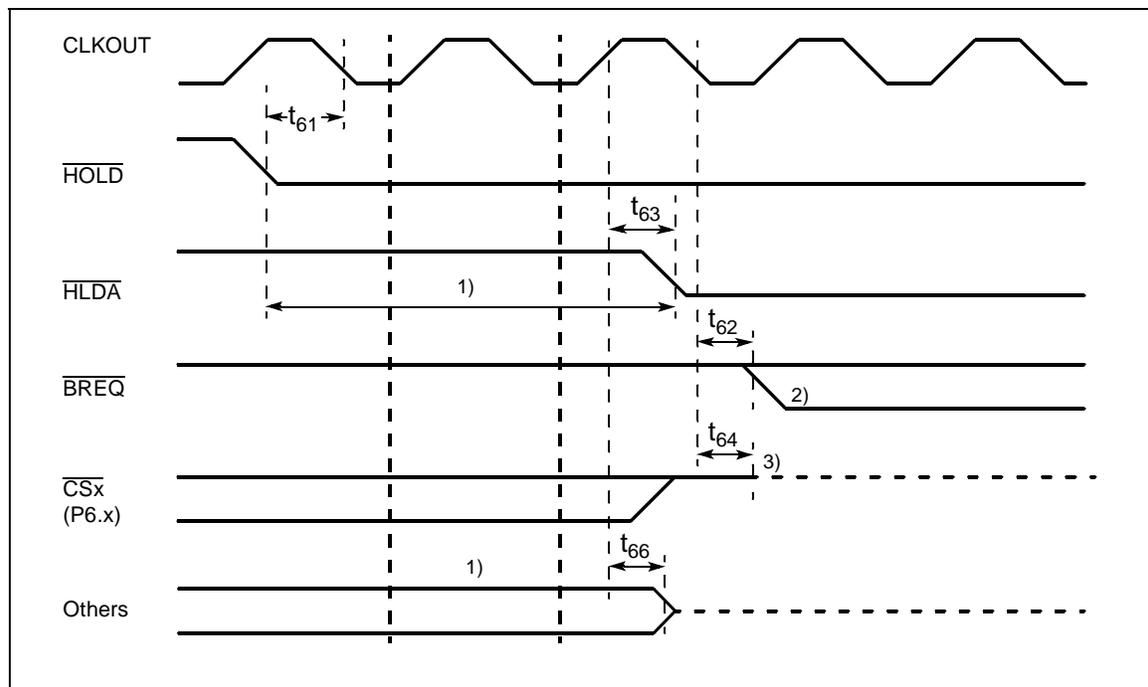 CLKOUT
t61
HOLD
t63
HLDA
1)
t62
BREQ
2)
t64
3)
CSx
(P6.x)
t66
1)
Others